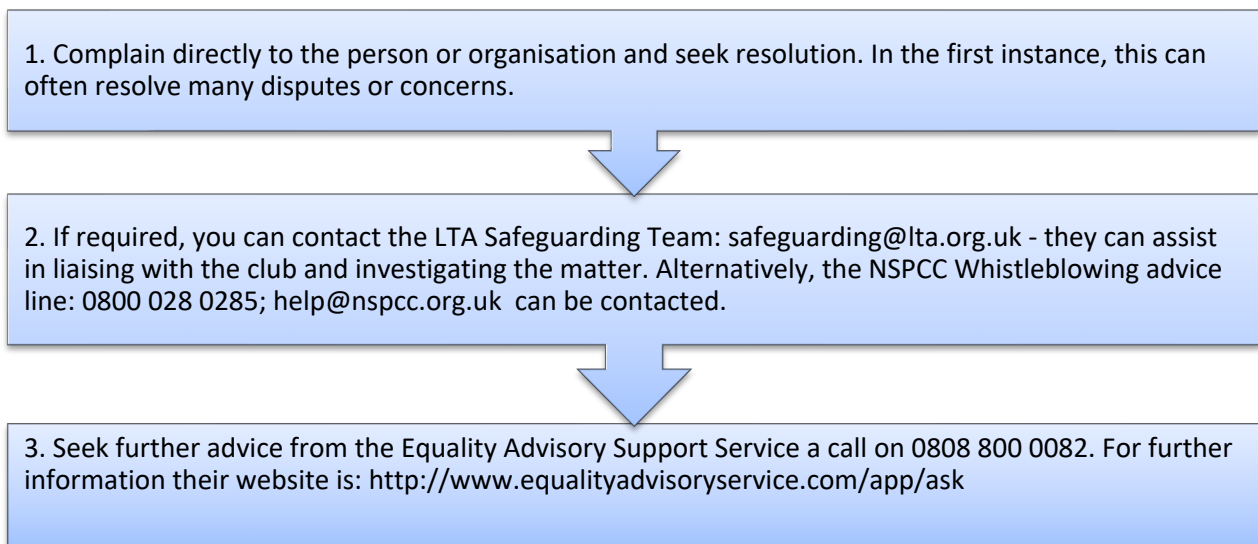 1. Complain directly to the person or organisation and seek resolution. In the first instance, this can
often resolve many disputes or concerns.
2. If required, you can contact the LTA Safeguarding Team: safeguarding@lta.org.uk - they can assist
in liaising with the club and investigating the matter. Alternatively, the NSPCC Whistleblowing advice
line: 0800 028 0285; help@nspcc.org.uk  can be contacted.
3. Seek further advice from the Equality Advisory Support Service a call on 0808 800 0082. For further
information their website is: http://www.equalityadvisoryservice.com/app/ask